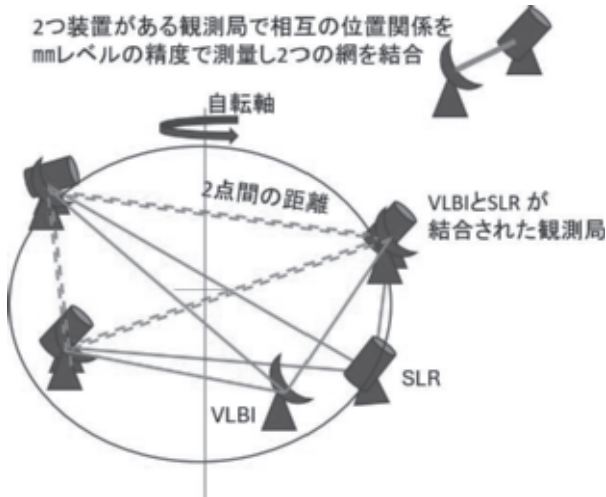 2つ装置がある観測局で相互の位置関係を
㎜レベルの精度で測量し2つの網を結合
自転軸
2点間の距離
VLBIとSLR が
結合された観測局
SLR
VLBI